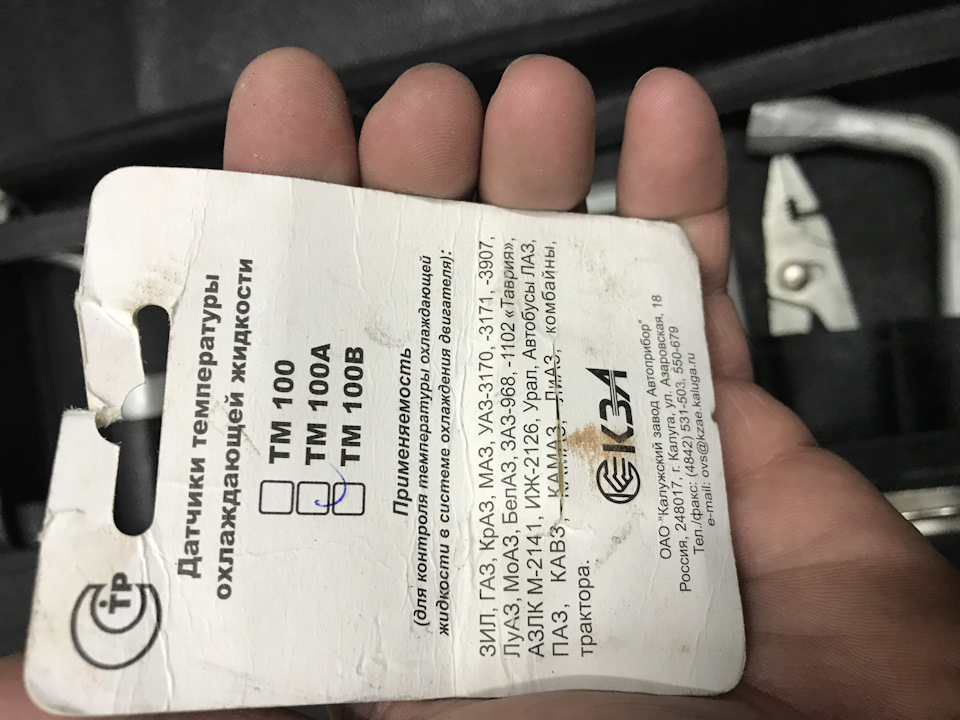 тр
Датчики температуры
охлаждающей жидкости
ТМ 100
ТМ 100А
ТМ 100В
Применяемость
(для контроля температуры охлаждающей
жидкости в системе охлаждения двигателя):
ЗИЛ, ГАЗ, КрАЗ, МАЗ, УАЗ-3170, -3171, -3907,
ЛуАЗ, МоАЗ, БелАЗ, ЗАЗ-968, -1102 «Таврия»,
АЗЛК М-2141, ИЖ-2126, Урал, Автобусы ЛАЗ,
ПАЗ, КАВЗ, КАМАЗ, ЛиАЗ, комбайны,
трактора.
КЗА
ОАО "Калужский завод Автоприбор"
Россия, 248017, г. Калуга, ул. Азаровская, 18
Тел./факс: (4842) 531-503, 550-679
e-mail: ovs@kzae.kaluga.ru